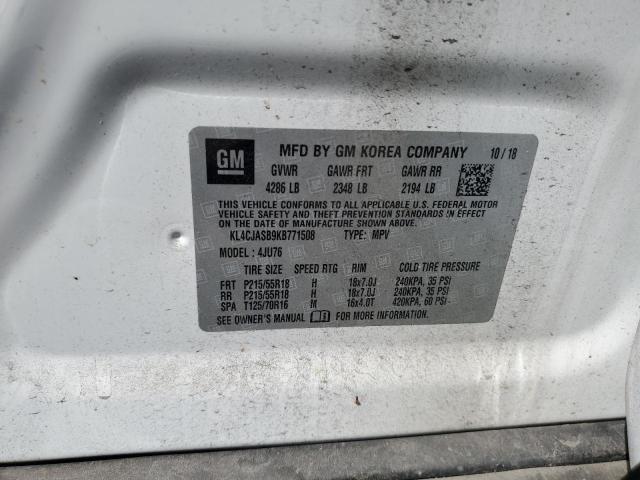 GM MFD BY GM KOREA COMPANY 10/18
GVWR GAWR FRT GAWR RR
4286 LB 2348 LB 2194 LB
THIS VEHICLE CONFORMS TO ALL APPLICABLE U.S. FEDERAL MOTOR
VEHICLE SAFETY AND THEFT PREVENTION STANDARDS IN EFFECT ON
THE DATE OF MANUFACTURE SHOWN ABOVE.
KL4CJASB9KB771508 TYPE: MPV
MODEL: 4JU76
TIRE SIZE SPEED RTG RIM COLD TIRE PRESSURE
FRT P215/55R18 H 18x7.0J 240KPA, 35 PSI
RR P215/55R18 H 18x7.0J 240KPA, 35 PSI
SPA T125/70R16 M 16x4.0T 420KPA, 60 PSI
SEE OWNER'S MANUAL FOR MORE INFORMATION.